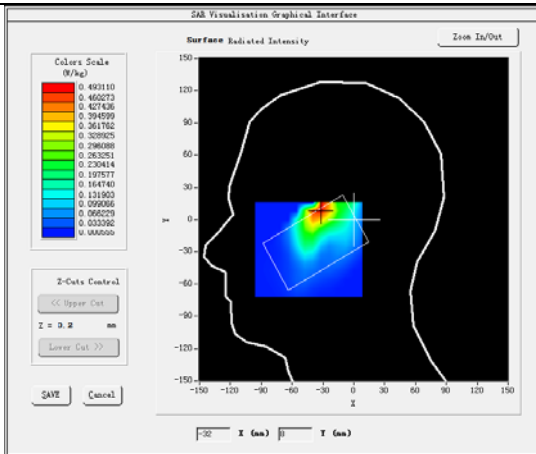 SAR Visualisation Graphical Interface
Surface Radiated Intensity
Zoom In/Out
Colors Scale
(W/kg)
0.493110
0.460273
0.427436
0.394599
0.361762
0.328925
0.296088
0.263251
0.230414
0.197577
0.164740
0.131903
0.099066
0.066229
0.033392
0.000555
Z-Cuts Control
<< Upper Cut
Z = 0.2 mm
Lower Cut >>
SAVE
Cancel
150
120
90
60
30
0
-30
-60
-90
-120
-150
Y
-150 -120 -90 -60 -30 0 30 60 90 120 150
X
-32 X (mm) 8 Y (mm)